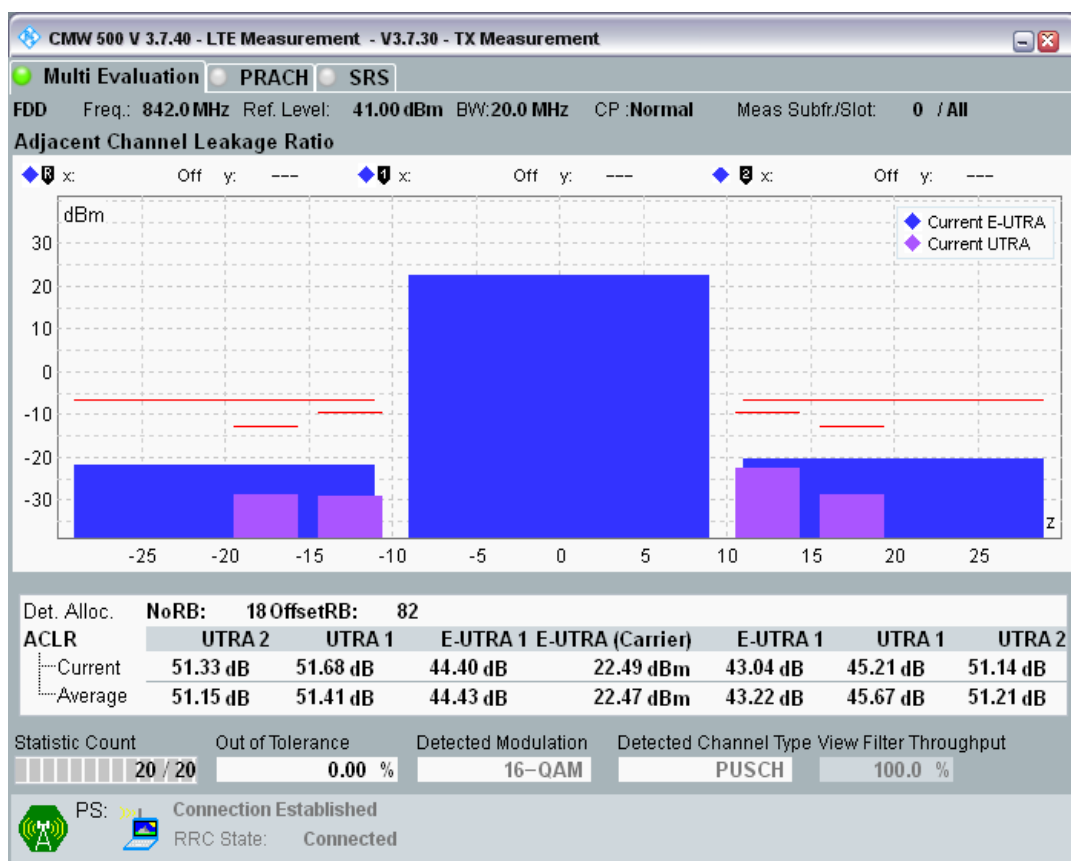 CMW 500 V 3.7.40 - LTE Measurement - V3.7.30 - TX Measurement
Multi Evaluation PRACH SRS
FDD Freq.: 842.0 MHz Ref. Level: 41.00 dBm BW:20.0 MHz CP :Normal Meas Subfr./Slot: 0 / All
Adjacent Channel Leakage Ratio
R x: Off y: --- 1 x: Off y: --- 2 x: Off y: ---
dBm
Current E-UTRA
Current UTRA
30
20
10
0
-10
-20
-30
z
-25 -20 -15 -10 -5 0 5 10 15 20 25
Det. Alloc. NoRB: 18 OffsetRB: 82
ACLR UTRA 2 UTRA 1 E-UTRA 1 E-UTRA (Carrier) E-UTRA 1 UTRA 1 UTRA 2
Current 51.33 dB 51.68 dB 44.40 dB 22.49 dBm 43.04 dB 45.21 dB 51.14 dB
Average 51.15 dB 51.41 dB 44.43 dB 22.47 dBm 43.22 dB 45.67 dB 51.21 dB
Statistic Count Out of Tolerance Detected Modulation Detected Channel Type View Filter Throughput
20 / 20 0.00 % 16-QAM PUSCH 100.0 %
PS: Connection Established
RRC State: Connected